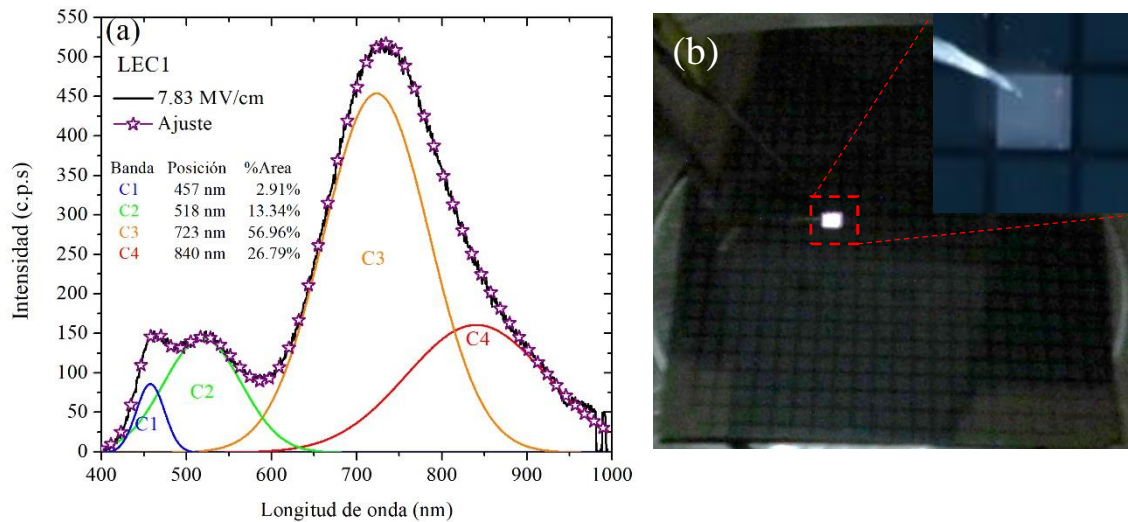 (a)
LEC1
7.83 MV/cm
Ajuste
Banda Posición %Area
C1 457 nm 2.91%
C2 518 nm 13.34%
C3 723 nm 56.96%
C4 840 nm 26.79%
C1
C2
C3
C4
550
500
450
400
350
300
250
200
150
100
50
0
Intensidad (c.p.s)
400 500 600 700 800 900 1000
Longitud de onda (nm)
(b)